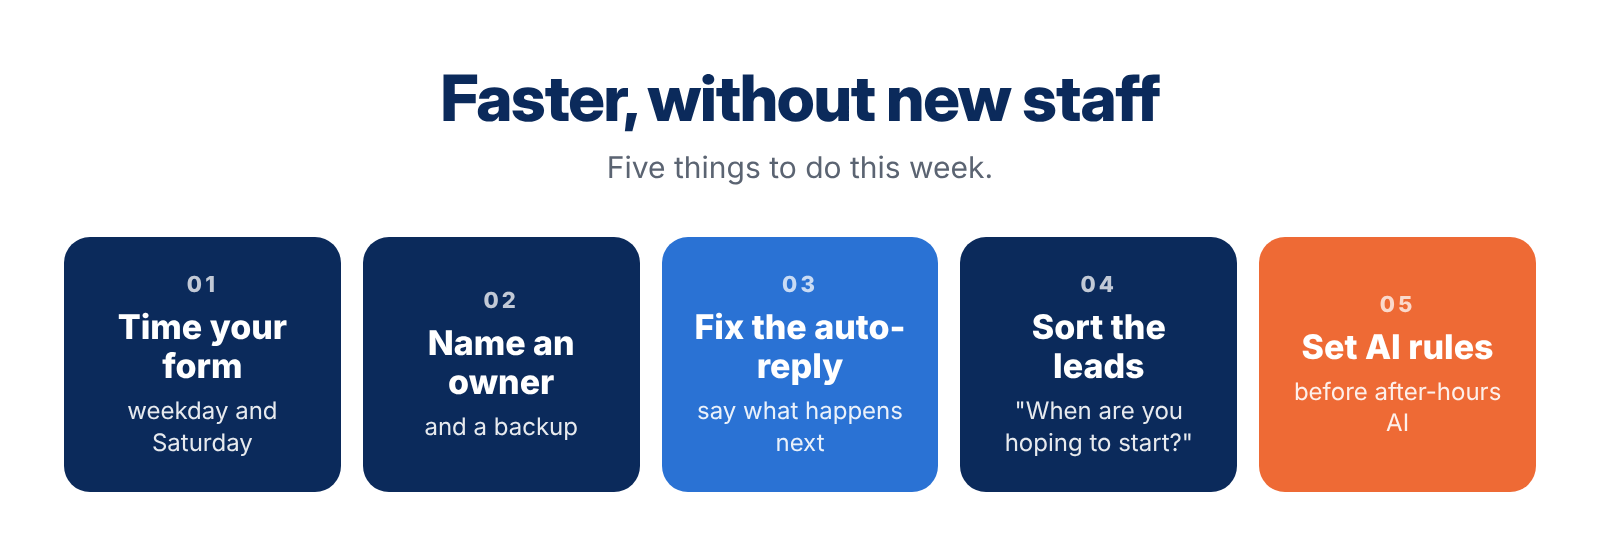 Faster, without new staff
Five things to do this week.
01
Time your
form
weekday and
Saturday
02
Name an
owner
and a backup
03
Fix the auto-
reply
say what happens
next
04
Sort the
leads
"When are you
hoping to start?"
05
Set AI rules
before after-hours
AI